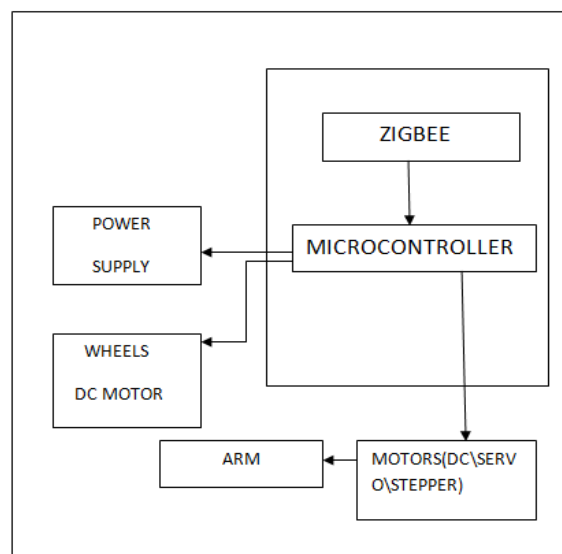 ZIGBEE
POWER
SUPPLY
MICROCONTROLLER
WHEELS
DC MOTOR
ARM
MOTORS(DC\SERV
O\STEPPER)